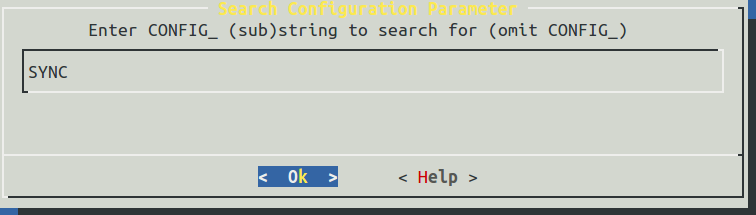 Search Configuration Parameter
Enter CONFIG_ (sub)string to search for (omit CONFIG_)
SYNC
< Ok > < Help >